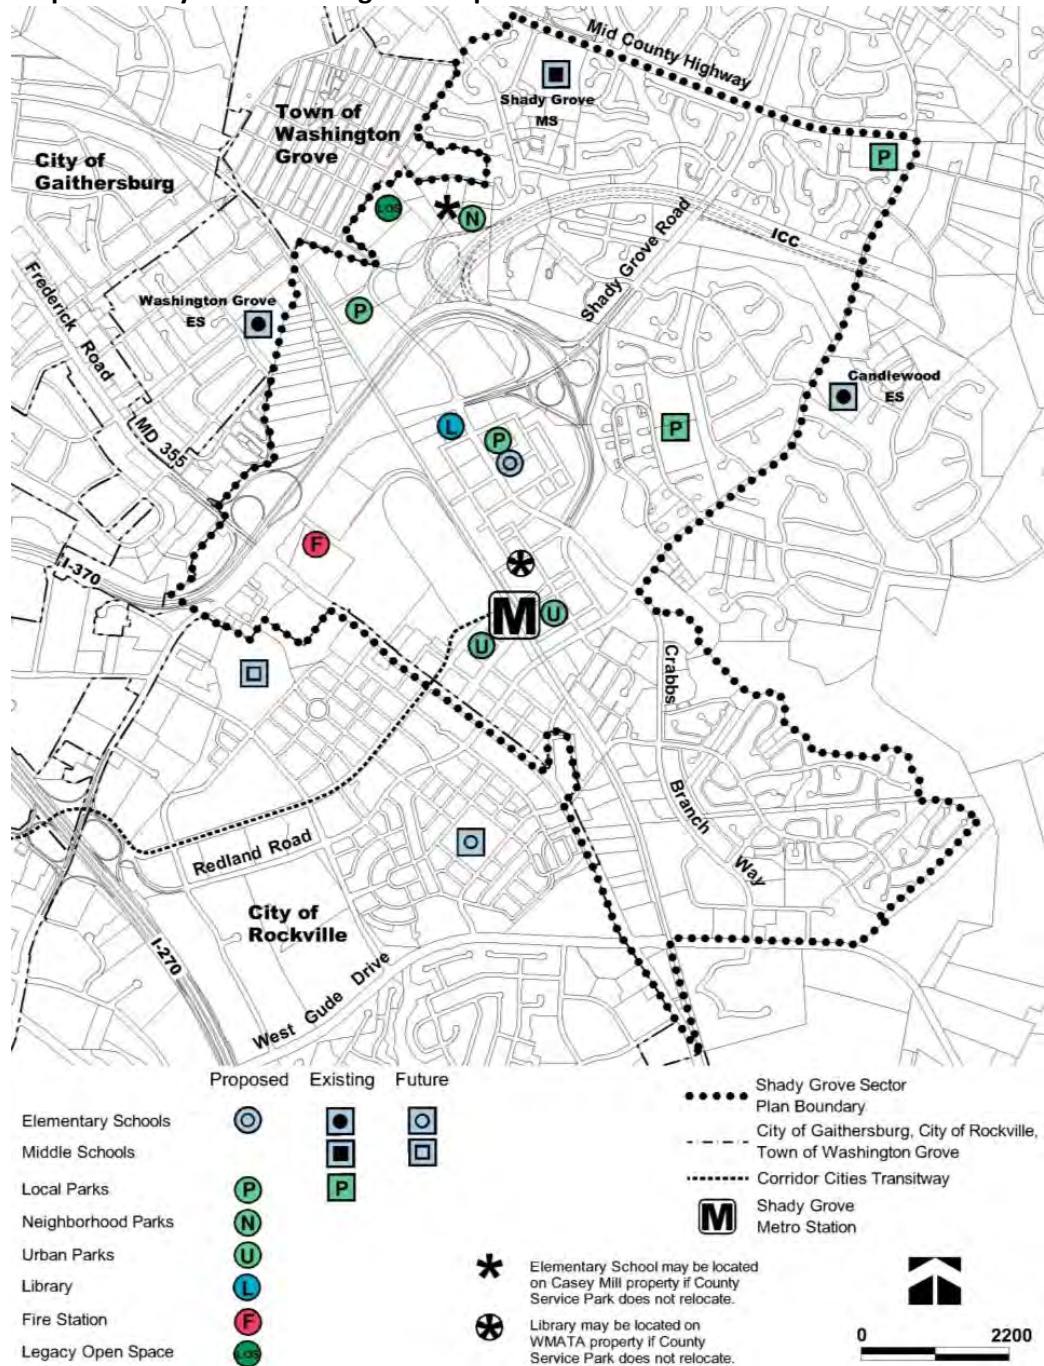 Mid County Highway
Shady Grove
MS
Town of
Washington
Grove
City of
Gaithersburg
P
LOS
N
ICC
Shady Grove Road
Frederick
Road
Washington Grove
ES
P
Candlewood
ES
MD 355
L
P
P
F
I-370
M
U
U
Crabbs
Branch
Way
Redland Road
City of
Rockville
I-270
West Gude Drive
Proposed Existing Future
Elementary Schools
Middle Schools
Local Parks P P
Neighborhood Parks N
Urban Parks U
Library L
Fire Station F
Legacy Open Space LOS
Shady Grove Sector
Plan Boundary
City of Gaithersburg, City of Rockville,
Town of Washington Grove
Corridor Cities Transitway
M Shady Grove
Metro Station
* Elementary School may be located
on Casey Mill property if County
Service Park does not relocate.
Library may be located on
WMATA property if County
Service Park does not relocate.
0 2200